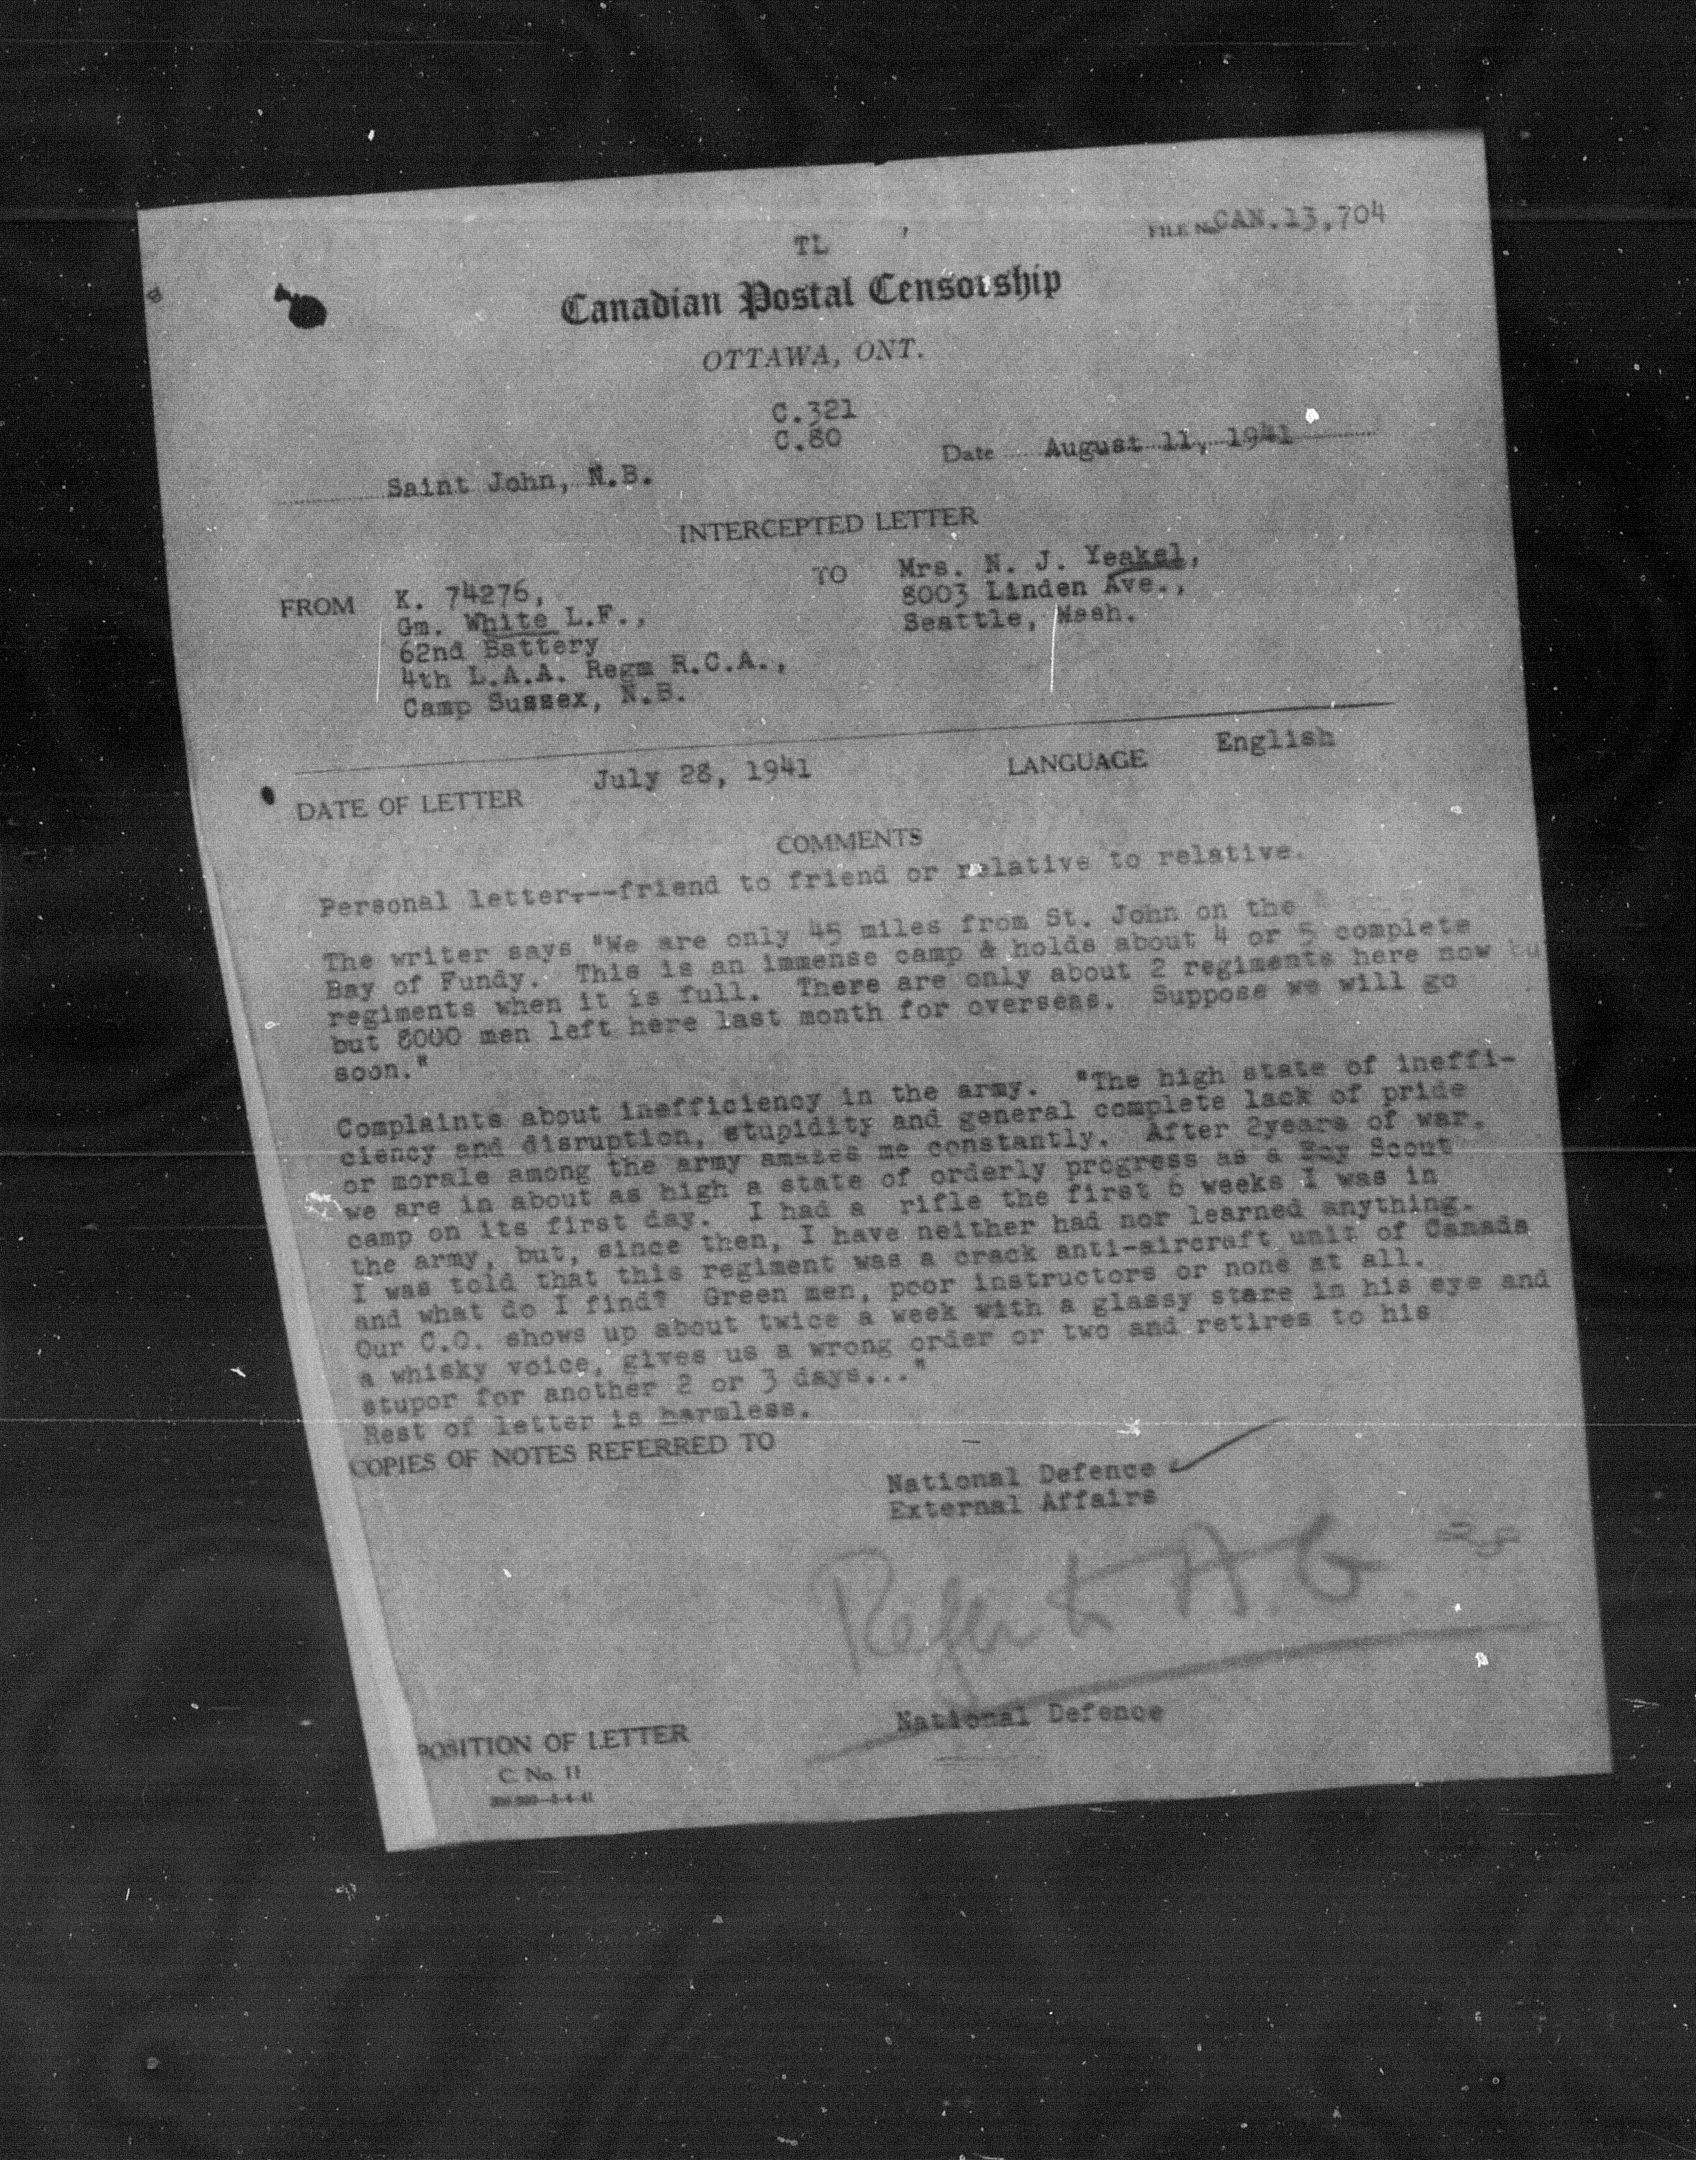 TL
FILE No. CAN.13,704
Canadian Postal Censorship
OTTAWA, ONT.
C.321
C.80
Date August 11, 1941
Saint John, N.B.
INTERCEPTED LETTER
FROM
K. 74276,
Gm. White L.F.,
62nd Battery
4th L.A.A. Regm R.C.A.,
Camp Sussex, N.B.
TO
Mrs. N. J. Yeakel,
8003 Linden Ave.,
Seattle, Wash.
DATE OF LETTER July 28, 1941
LANGUAGE English
COMMENTS
Personal letter.---friend to friend or relative to relative.
The writer says "We are only 45 miles from St. John on the
Bay of Fundy. This is an immense camp & holds about 4 or 5 complete
regiments when it is full. There are only about 2 regiments here now
but 8000 men left here last month for overseas. Suppose we will go
soon."
Complaints about inefficiency in the army. "The high state of ineffi-
ciency and disruption, stupidity and general complete lack of pride
or morale among the army amazes me constantly. After 2years of war.
we are in about as high a state of orderly progress as a Boy Scout
camp on its first day. I had a rifle the first 6 weeks I was in
the army, but, since then, I have neither had nor learned anything.
I was told that this regiment was a crack anti-aircraft unit of Canada
and what do I find? Green men, poor instructors or none at all.
Our C.O. shows up about twice a week with a glassy stare in his eye and
a whisky voice, gives us a wrong order or two and retires to his
stupor for another 2 or 3 days..."
Rest of letter is harmless.
COPIES OF NOTES REFERRED TO
National Defence
External Affairs
Refer to A.G.
National Defence
POSITION OF LETTER
C. No. 11